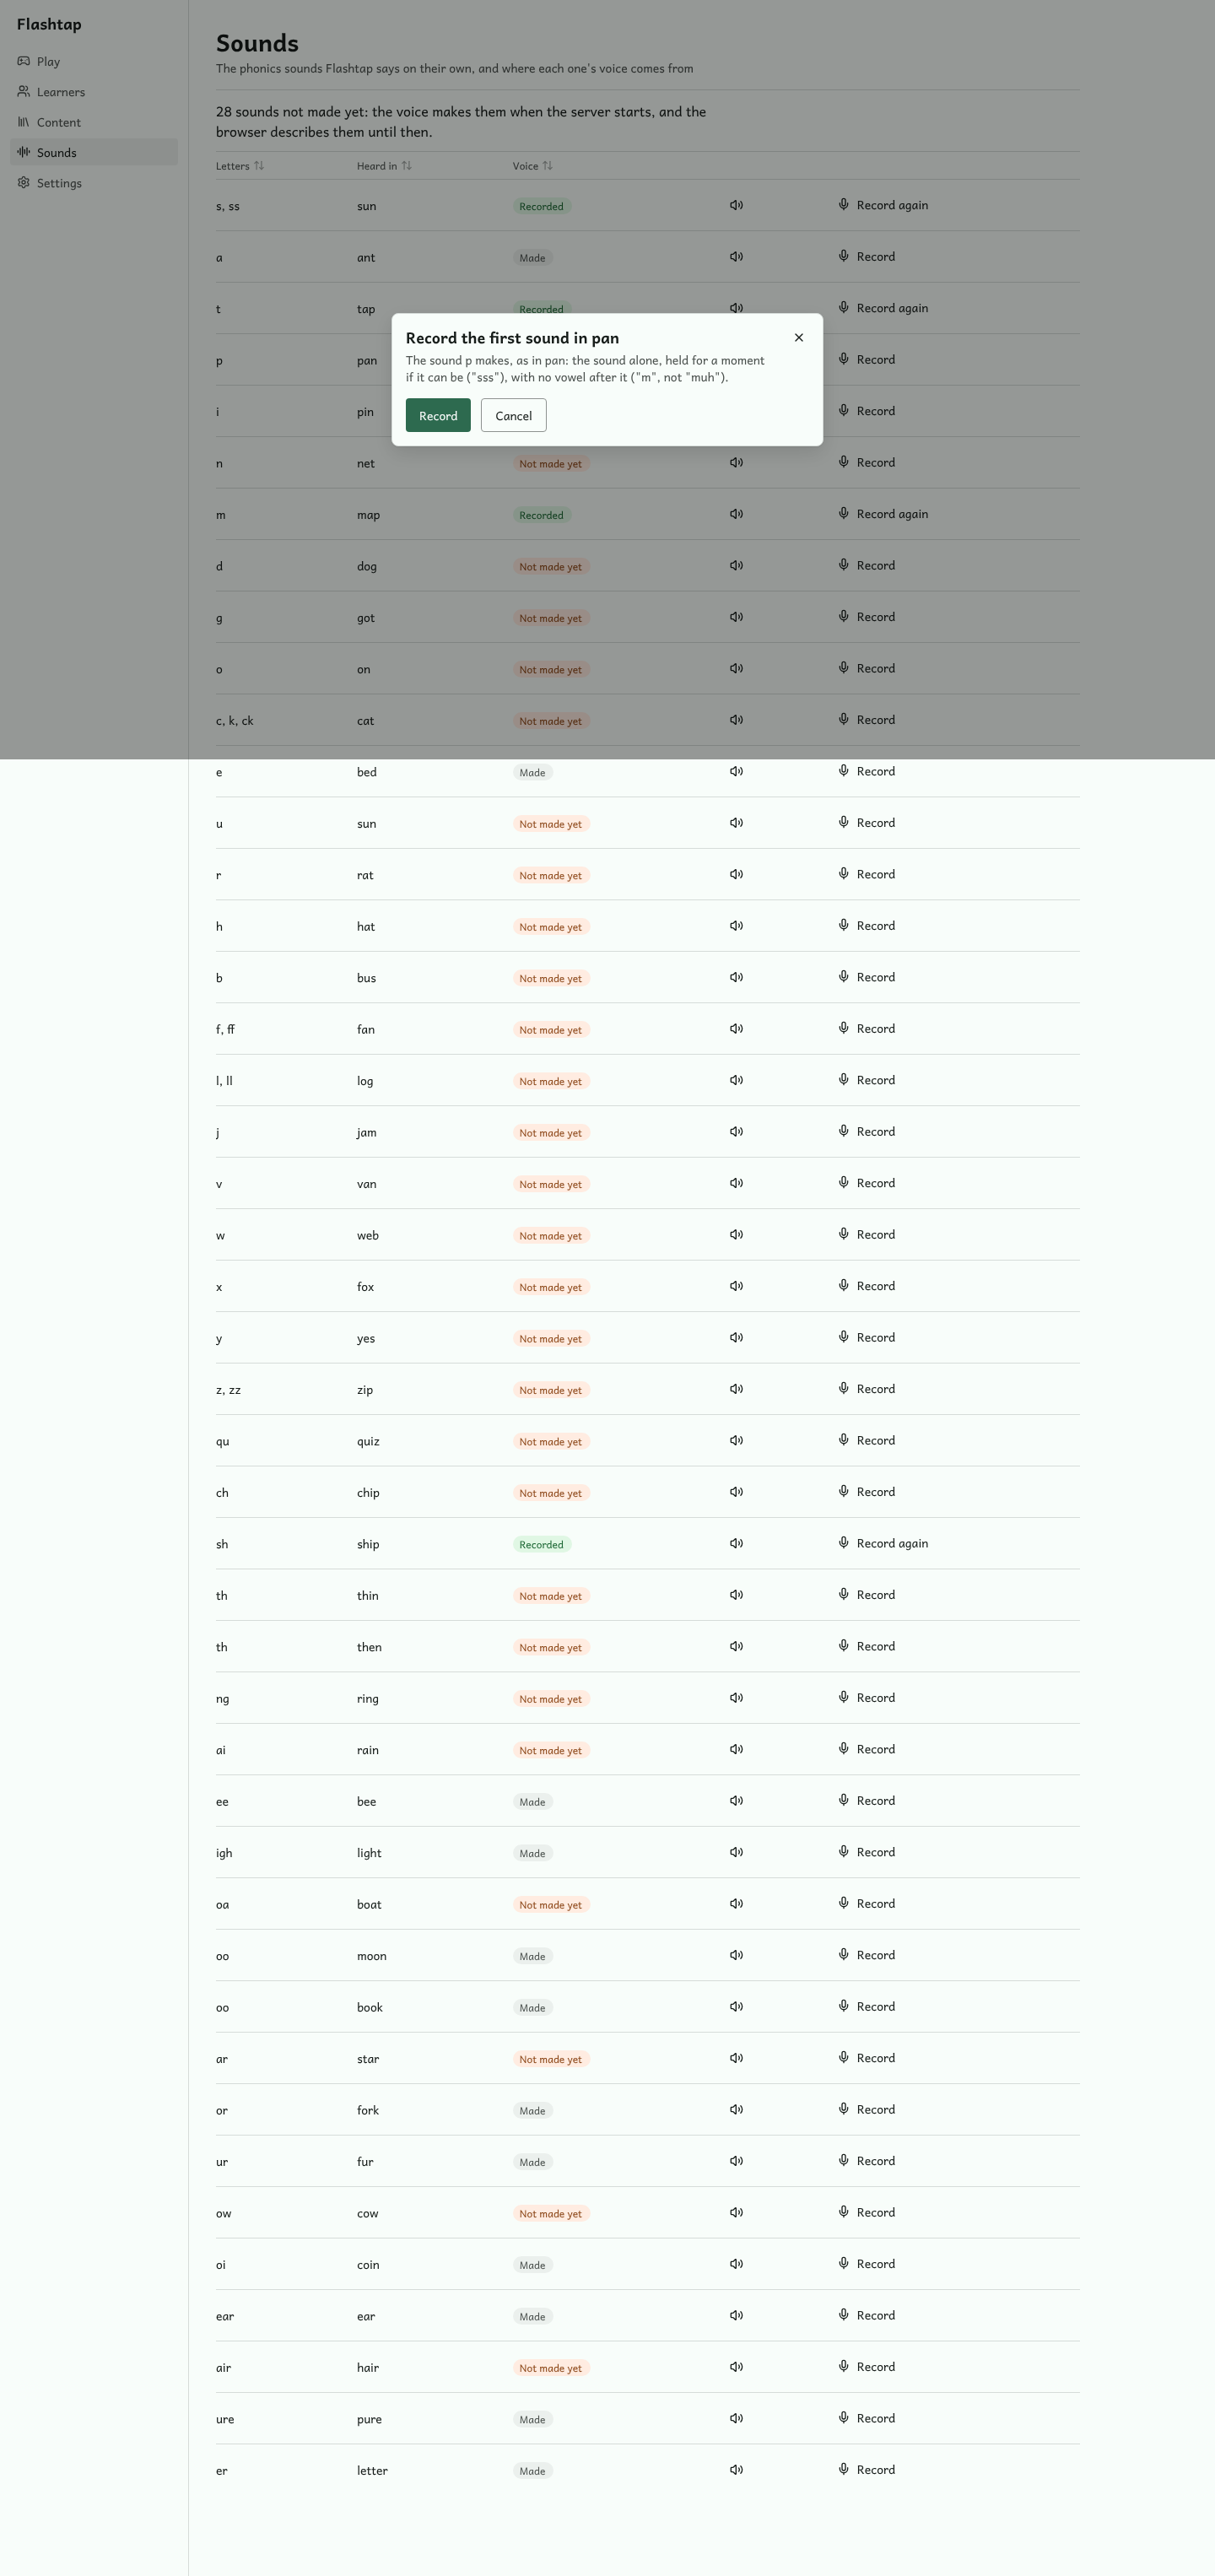 Flashtap
Play
Learners
Content
Sounds
Settings
Sounds
The phonics sounds Flashtap says on their own, and where each one's voice comes from
28 sounds not made yet: the voice makes them when the server starts, and the
browser describes them until then.
Letters Heard in Voice
s, ss sun Recorded Record again
a ant Made Record
t tap Recorded Record again
p pan Record
i pin Record
Record the first sound in pan
The sound p makes, as in pan: the sound alone, held for a moment
if it can be ("sss"), with no vowel after it ("m", not "muh").
Record Cancel
n net Not made yet Record
m map Recorded Record again
d dog Not made yet Record
g got Not made yet Record
o on Not made yet Record
c, k, ck cat Not made yet Record
e bed Made Record
u sun Not made yet Record
r rat Not made yet Record
h hat Not made yet Record
b bus Not made yet Record
f, ff fan Not made yet Record
l, ll log Not made yet Record
j jam Not made yet Record
v van Not made yet Record
w web Not made yet Record
x fox Not made yet Record
y yes Not made yet Record
z, zz zip Not made yet Record
qu quiz Not made yet Record
ch chip Not made yet Record
sh ship Recorded Record again
th thin Not made yet Record
th then Not made yet Record
ng ring Not made yet Record
ai rain Not made yet Record
ee bee Made Record
igh light Made Record
oa boat Not made yet Record
oo moon Made Record
oo book Made Record
ar star Not made yet Record
or fork Made Record
ur fur Made Record
ow cow Not made yet Record
oi coin Made Record
ear ear Made Record
air hair Not made yet Record
ure pure Made Record
er letter Made Record